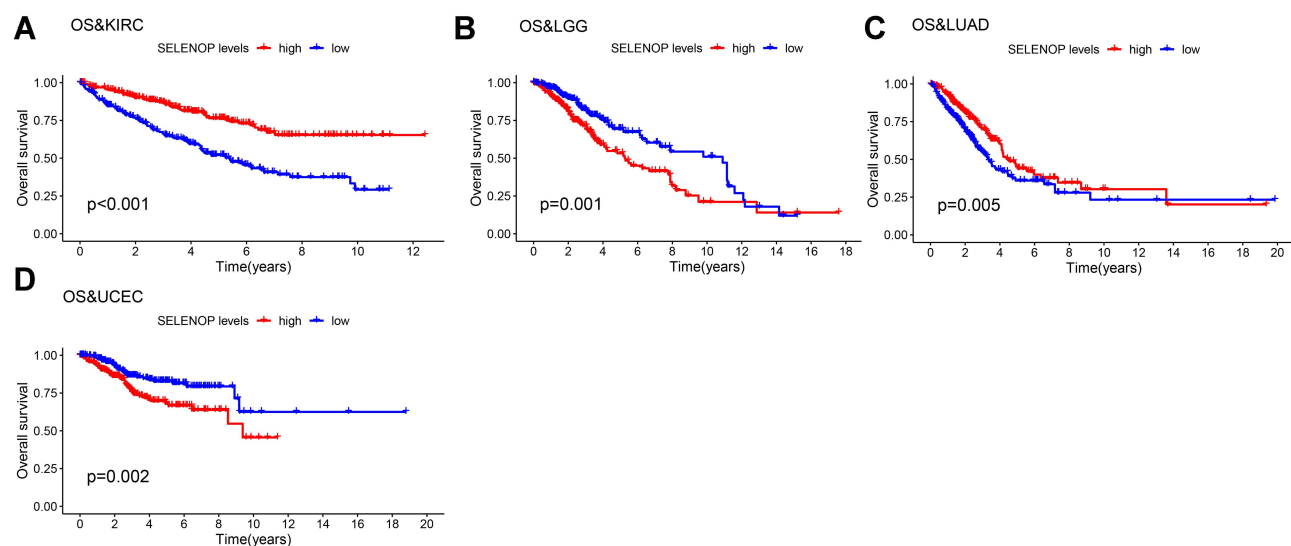 A
OS&KIRC
SELENOP levels high low
1.00
0.75
0.50
0.25
0.00
Overall survival
p<0.001
0 2 4 6 8 10 12
Time(years)
B
OS&LGG
SELENOP levels high low
1.00
0.75
0.50
0.25
0.00
Overall survival
p=0.001
0 2 4 6 8 10 12 14 16 18
Time(years)
C
OS&LUAD
SELENOP levels high low
1.00
0.75
0.50
0.25
0.00
Overall survival
p=0.005
0 2 4 6 8 10 12 14 16 18 20
Time(years)
D
OS&UCEC
SELENOP levels high low
1.00
0.75
0.50
0.25
0.00
Overall survival
p=0.002
0 2 4 6 8 10 12 14 16 18 20
Time(years)